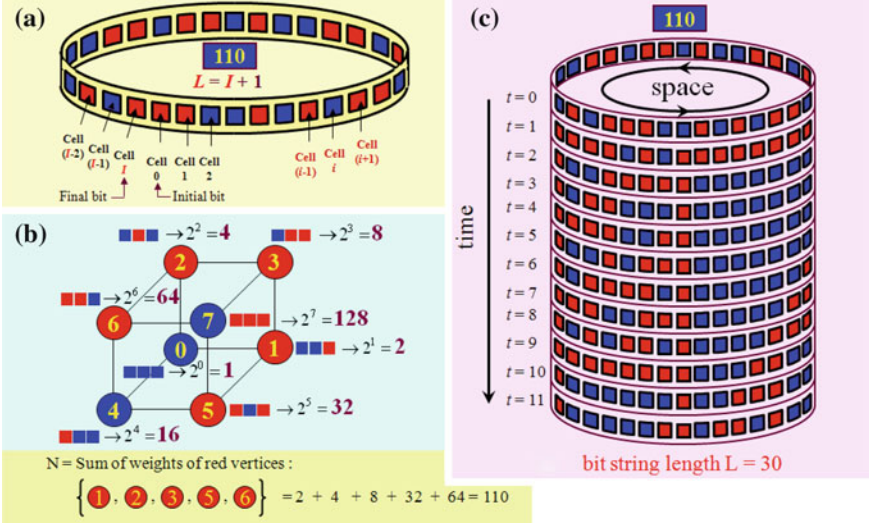 (a)
110
L = I + 1
Cell (I-2)
Cell (I-1)
Cell I
Cell 0
Cell 1
Cell 2
Cell (i-1)
Cell i
Cell (i+1)
Final bit
Initial bit
(b)
→ 2² = 4
→ 2³ = 8
2
3
→ 2⁶ = 64
6
7
→ 2⁷ = 128
0
1
→ 2¹ = 2
→ 2⁰ = 1
4
5
→ 2⁵ = 32
→ 2⁴ = 16
N = Sum of weights of red vertices :
{ 1 , 2 , 3 , 5 , 6 } = 2 + 4 + 8 + 32 + 64 = 110
(c)
110
space
time
t = 0
t = 1
t = 2
t = 3
t = 4
t = 5
t = 6
t = 7
t = 8
t = 9
t = 10
t = 11
bit string length L = 30